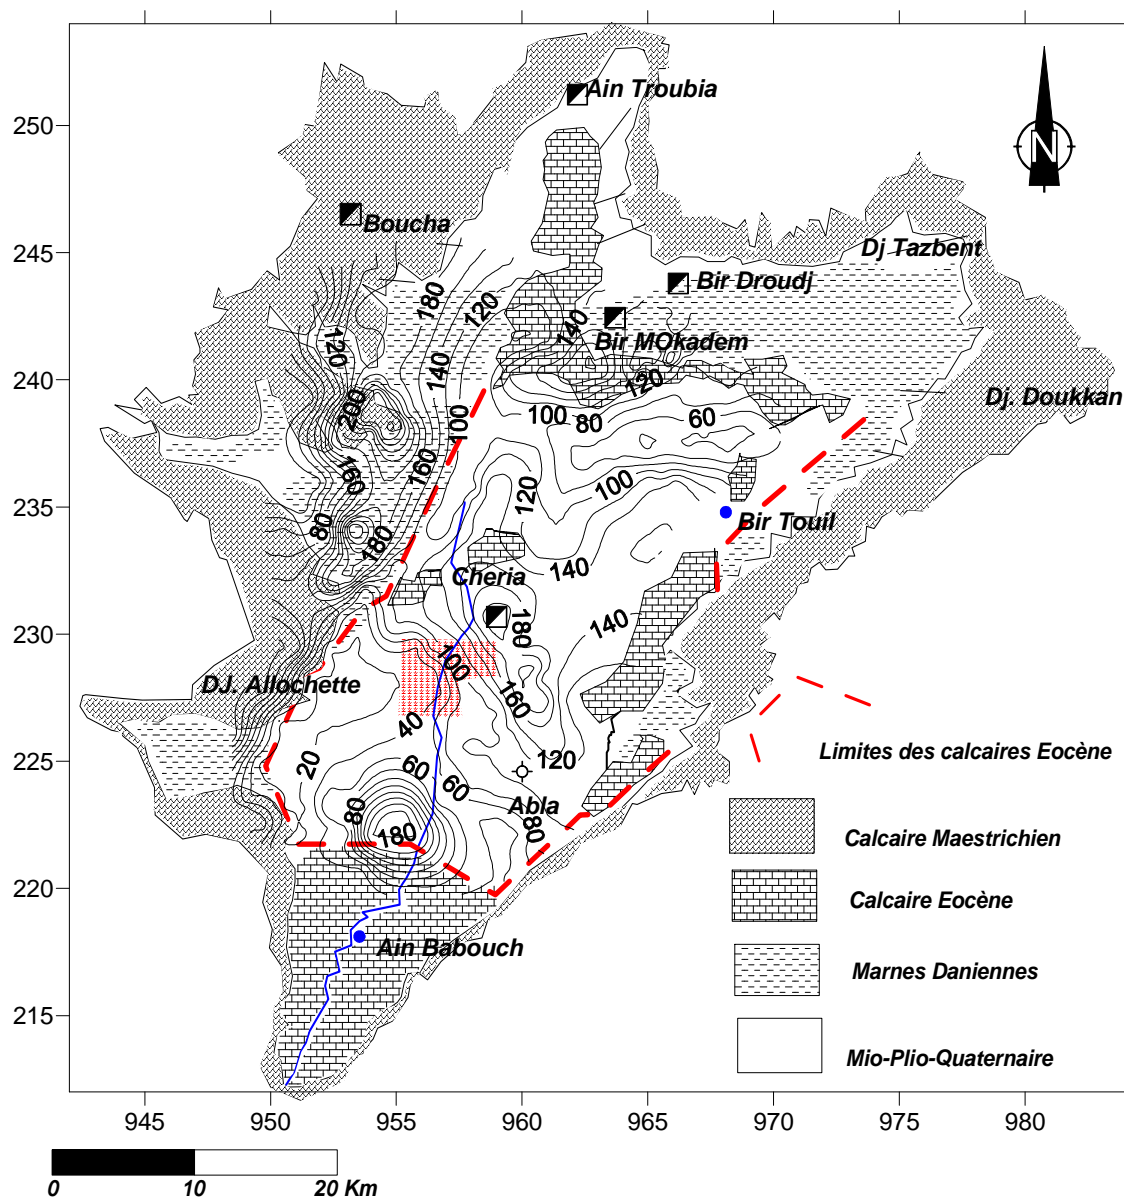 Ain Troubia
250
N
Boucha
245
Dj Tazbent
Bir Droudj
180
120
140
Bir MOkadem
120
140
240
120
Dj. Doukkan
200
100
100
80
60
160
160
120
100
235
80
Bir Touil
180
140
Cheria
140
180
230
100
DJ. Allochette
160
40
Limites des calcaires Eocène
20
120
225
60
60
Abla
80
80
180
Calcaire Maestrichien
220
Calcaire Eocène
Ain Babouch
Marnes Daniennes
215
Mio-Plio-Quaternaire
945 950 955 960 965 970 975 980
0 10 20 Km